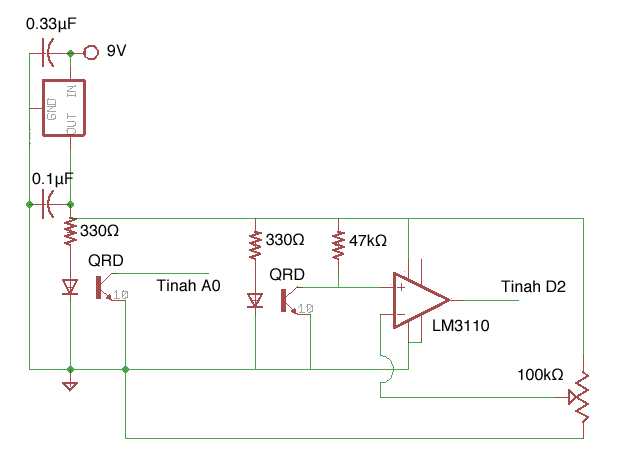 0.33µF
9V
IN
GND
OUT
0.1µF
330Ω
330Ω
47kΩ
QRD
QRD
Tinah A0
10
10
Tinah D2
LM3110
100kΩ